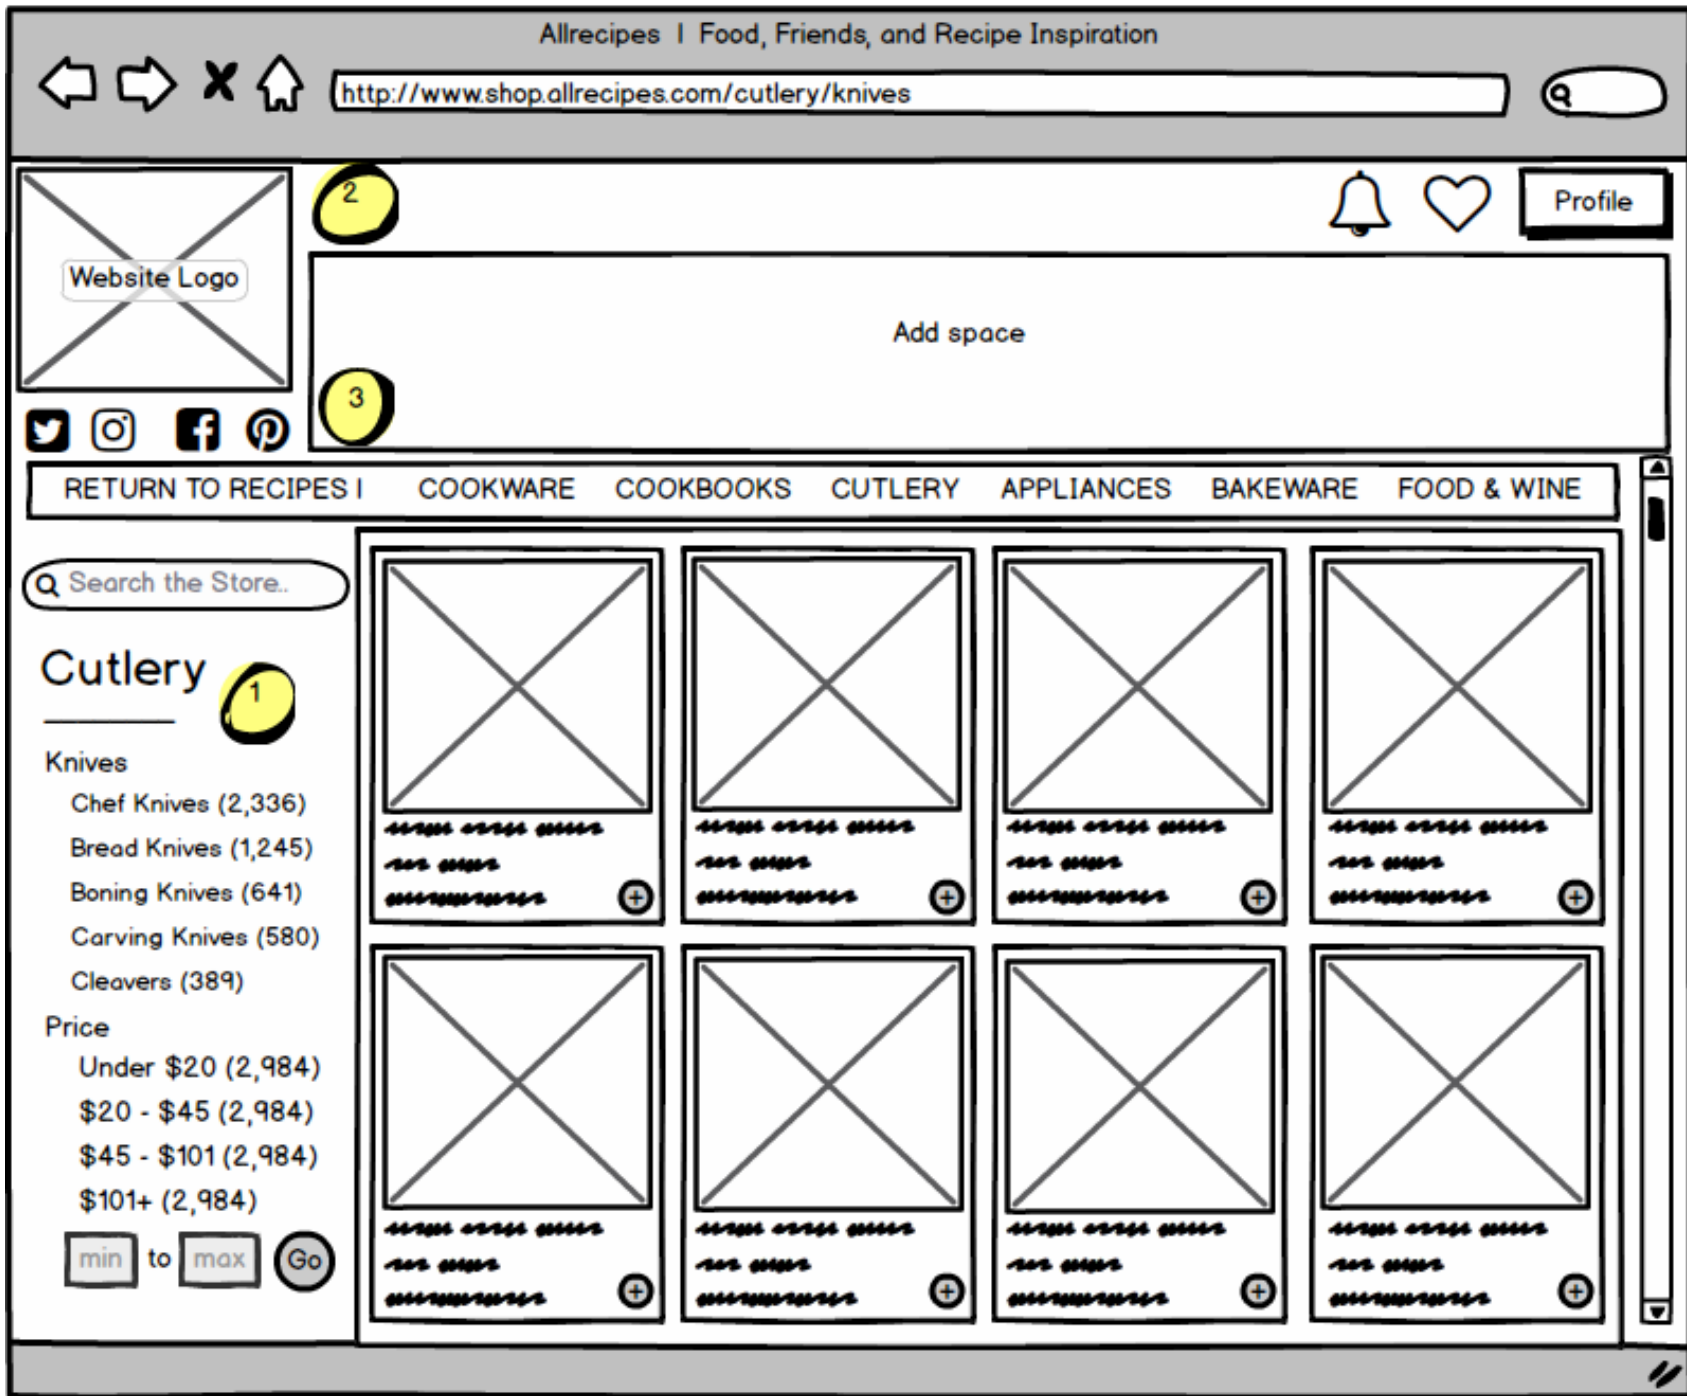 Allrecipes | Food, Friends, and Recipe Inspiration
http://www.shop.allrecipes.com/cutlery/knives
2
Profile
Website Logo
Add space
3
RETURN TO RECIPES | COOKWARE COOKBOOKS CUTLERY APPLIANCES BAKEWARE FOOD & WINE
Search the Store..
Cutlery
1
Knives
Chef Knives (2,336)
Bread Knives (1,245)
Boning Knives (641)
Carving Knives (580)
Cleavers (389)
Price
Under $20 (2,984)
$20 - $45 (2,984)
$45 - $101 (2,984)
$101+ (2,984)
min to max Go